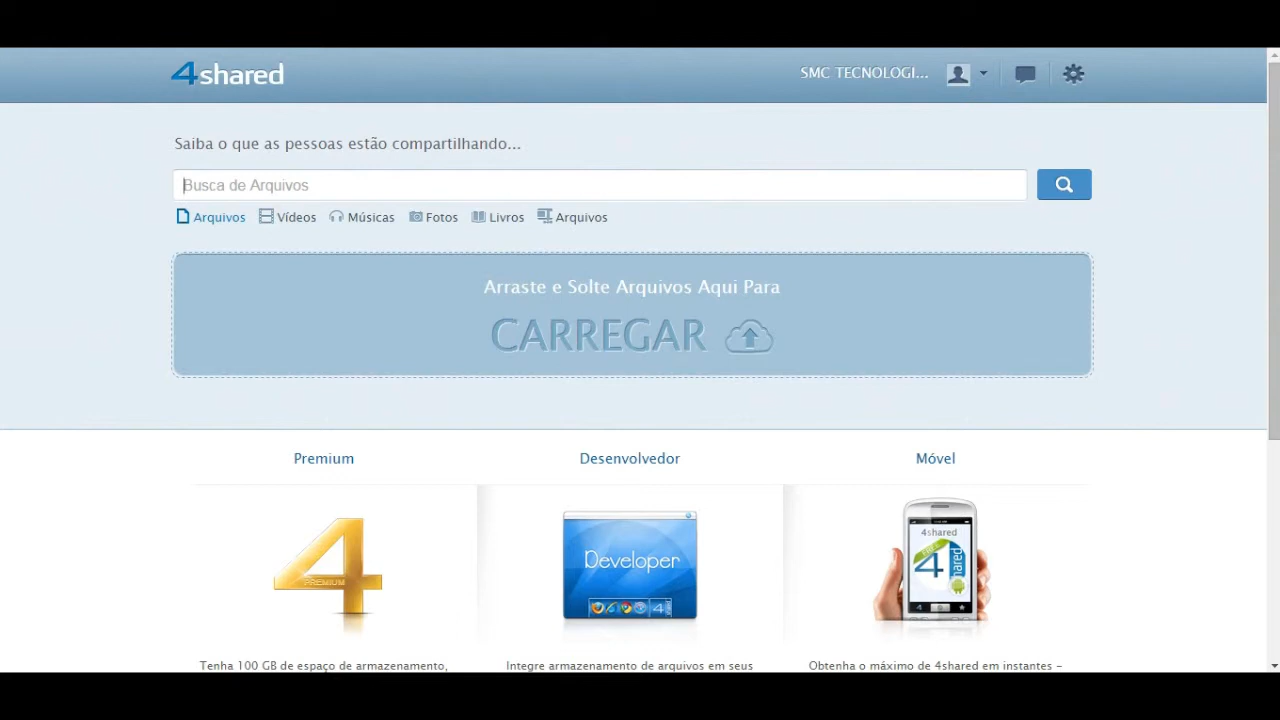 4shared
SMC TECNOLOGI...
Saiba o que as pessoas estão compartilhando...
Busca de Arquivos
Arquivos Vídeos Músicas Fotos Livros Arquivos
Arraste e Solte Arquivos Aqui Para
CARREGAR
Premium
Desenvolvedor
Móvel
4
PREMIUM
Developer
4shared
4shared
Tenha 100 GB de espaço de armazenamento,
Integre armazenamento de arquivos em seus
Obtenha o máximo de 4shared em instantes –